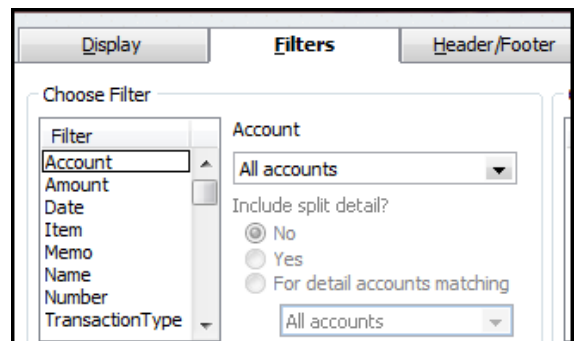 Display Filters Header/Footer
Choose Filter
Filter
Account
Amount
Date
Item
Memo
Name
Number
TransactionType
Account
All accounts
Include split detail?
No
Yes
For detail accounts matching
All accounts